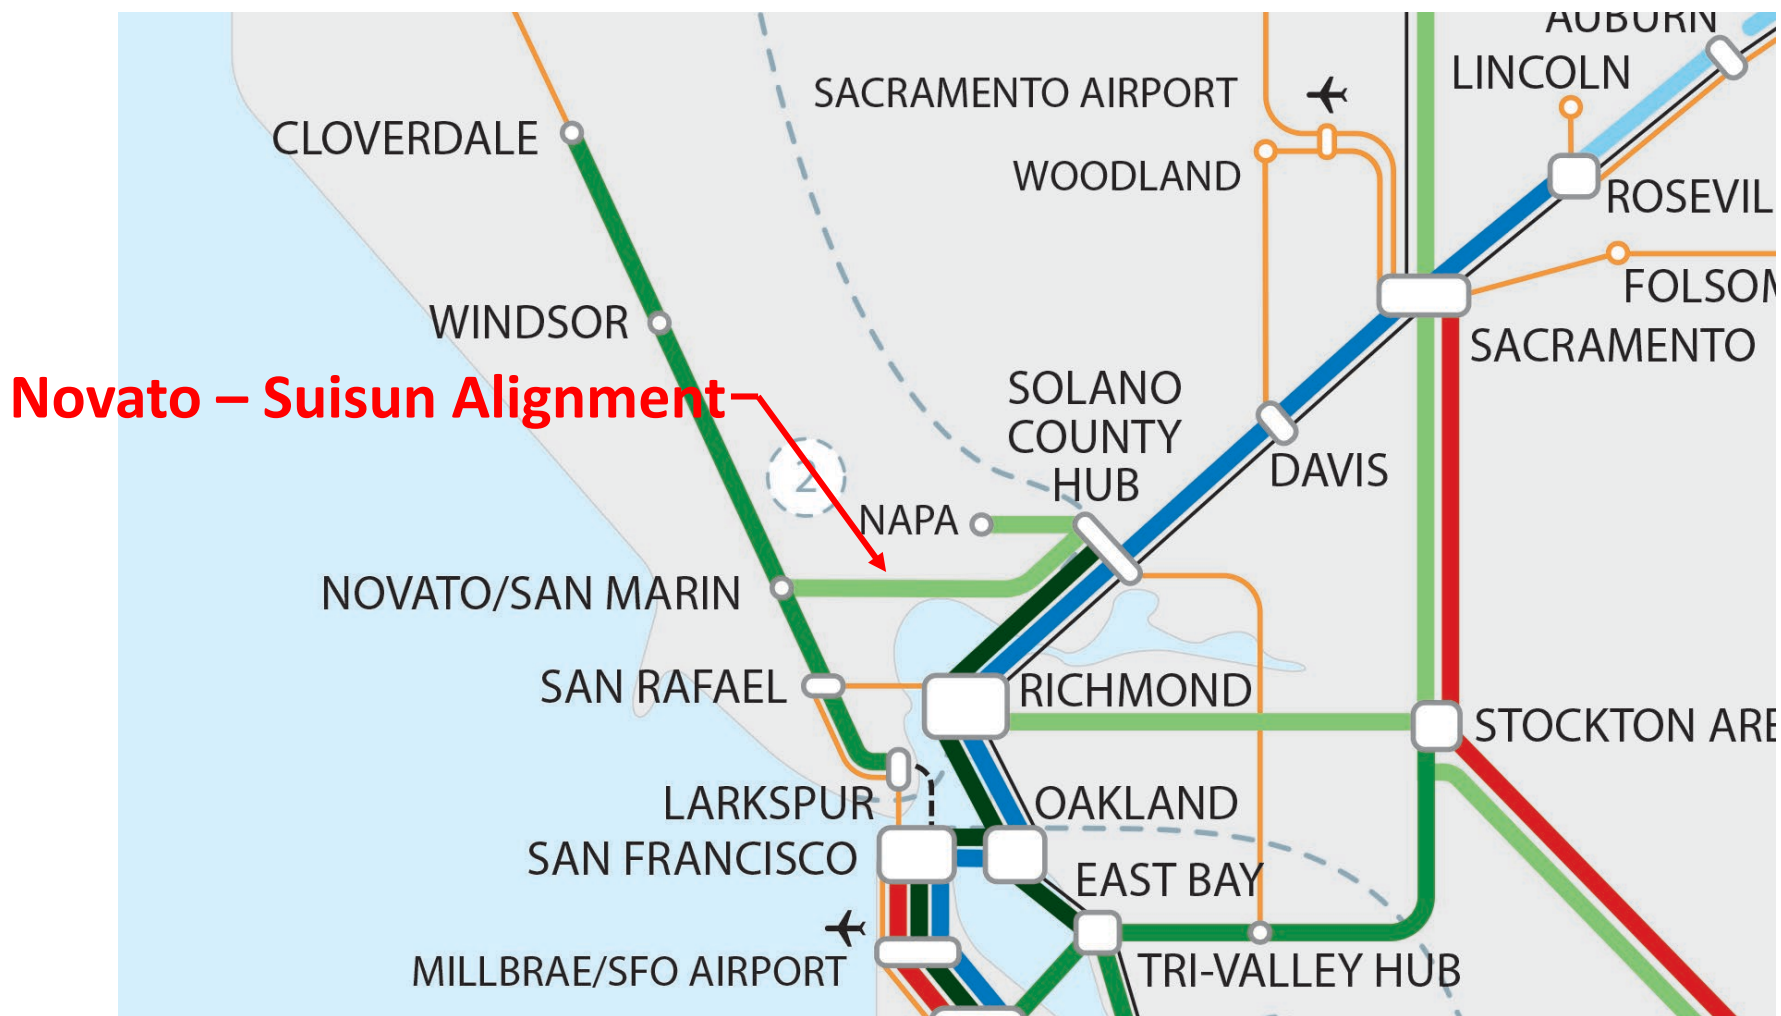 AUBURN
LINCOLN
SACRAMENTO AIRPORT
CLOVERDALE
WOODLAND
ROSEVIL
FOLSOM
WINDSOR
SACRAMENTO
Novato – Suisun Alignment
SOLANO
COUNTY
HUB
DAVIS
2
NAPA
NOVATO/SAN MARIN
SAN RAFAEL
RICHMOND
STOCKTON ARE
LARKSPUR
OAKLAND
SAN FRANCISCO
EAST BAY
MILLBRAE/SFO AIRPORT
TRI-VALLEY HUB